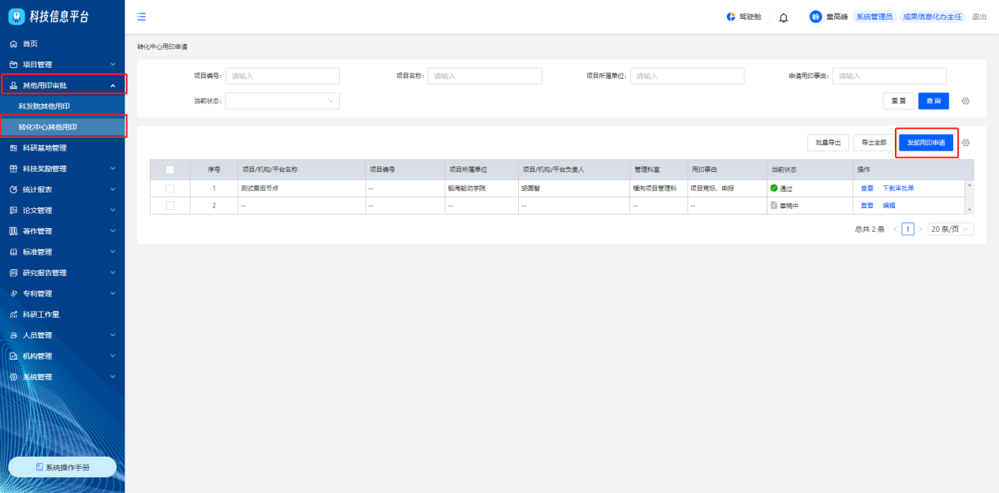 科技信息平台
驾驶舱
峰 童高峰 系统管理员 成果信息化办主任 退出
首页
项目管理
其他用印审批
科发院其他用印
转化中心其他用印
科研基地管理
科技奖励管理
统计报表
论文管理
著作管理
标准管理
研究报告管理
专利管理
科研工作量
人员管理
机构管理
系统管理
系统操作手册
转化中心用印申请
项目编号: 请输入 项目名称: 请输入 项目所属单位: 请输入 申请用印事由: 请输入
当前状态: 重置 查询
批量导出 导出全部 发起用印申请
序号 项目/机构/平台名称 项目编号 项目所属单位 项目/机构/平台负责人 管理科室 用印事由 当前状态 操作
1 测试最后节点 -- 船海能动学院 胡国智 横向项目管理科 项目竞标、申报 通过 查看 下载审批单
2 -- -- -- -- -- -- 草稿中 查看 编辑
总共 2 条 < 1 > 20 条/页